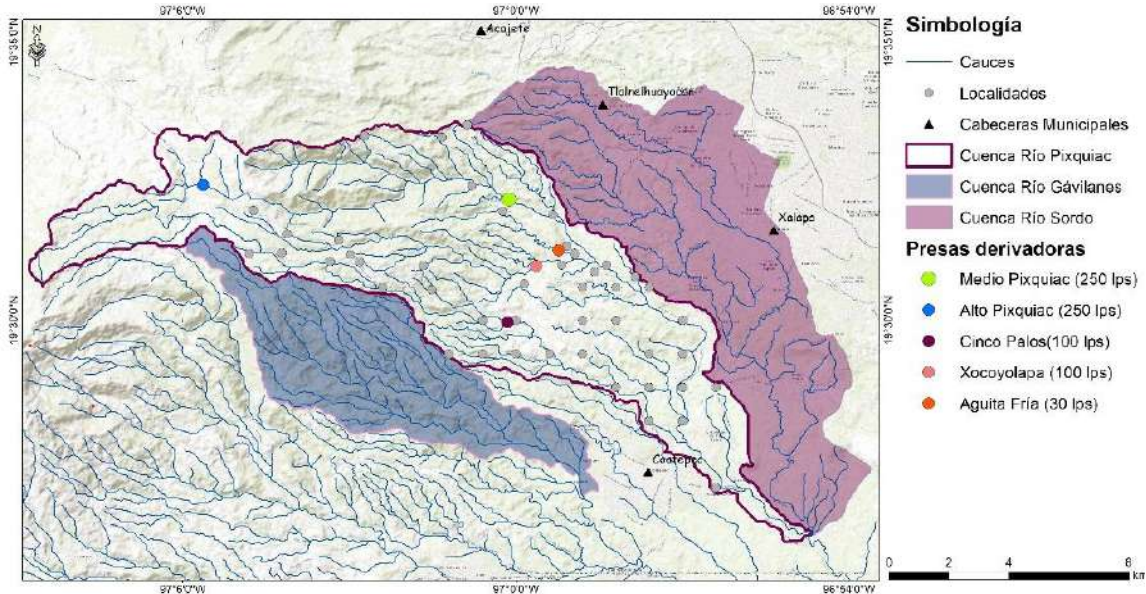 97°6'0"W 97°0'0"W 96°54'0"W
19°35'0"N 19°35'0"N
N
Acajete
Tlalnelhuayocan
Xalapa
19°30'0"N 19°30'0"N
Coatepec
97°6'0"W 97°0'0"W 96°54'0"W
Simbología
Cauces
Localidades
Cabeceras Municipales
Cuenca Río Pixquiac
Cuenca Río Gávilanes
Cuenca Río Sordo
Presas derivadoras
Medio Pixquiac (250 lps)
Alto Pixquiac (250 lps)
Cinco Palos(100 lps)
Xocoyolapa (100 lps)
Aguita Fría (30 lps)
0 2 4 6
km